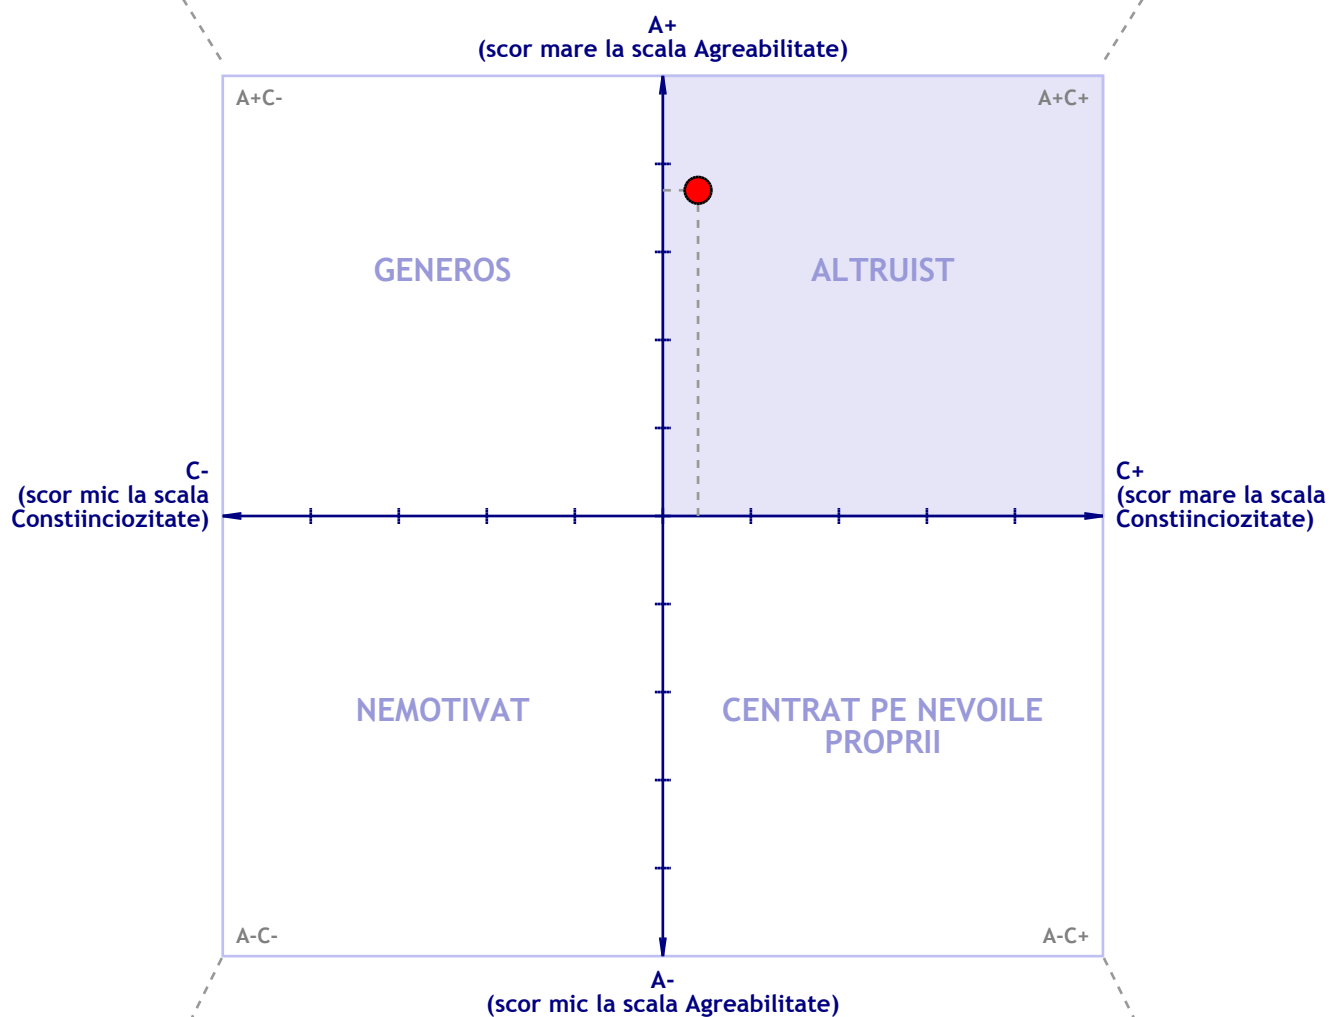 A+
(scor mare la scala Agreabilitate)
A+C-
A+C+
GENEROS
ALTRUIST
C-
(scor mic la scala
Constiinciozitate)
C+
(scor mare la scala
Constiinciozitate)
NEMOTIVAT
CENTRAT PE NEVOILE
PROPRII
A-C-
A-C+
A-
(scor mic la scala Agreabilitate)